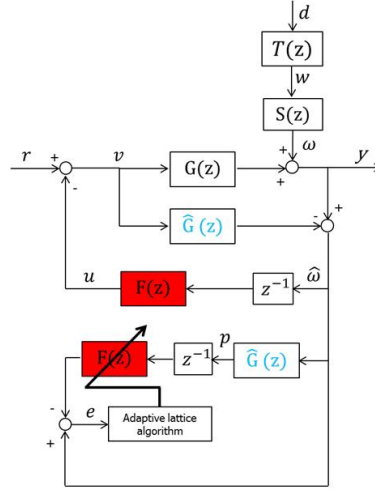 d
T(z)
w
S(z)
ω
r + v G(z) + + y
-
Ĝ (z) - +
u F(z) z⁻¹ ω̂
F(z) z⁻¹ p Ĝ (z)
-
e
+
Adaptive lattice
algorithm